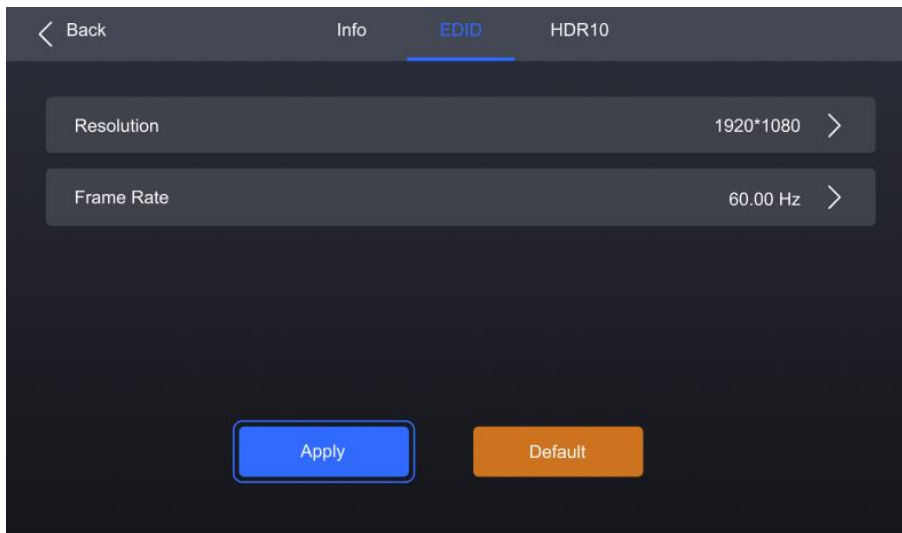 Back Info EDID HDR10
Resolution 1920*1080
Frame Rate 60.00 Hz
Apply Default